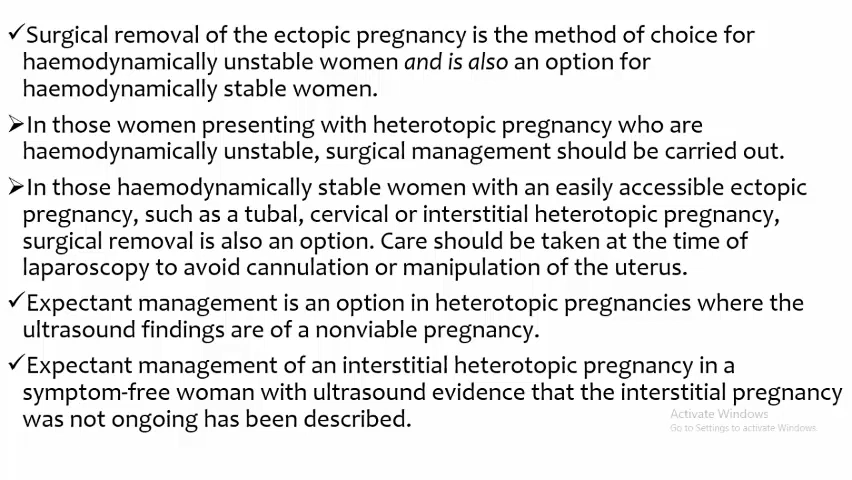 ✓Surgical removal of the ectopic pregnancy is the method of choice for
haemodynamically unstable women and is also an option for
haemodynamically stable women.
➢In those women presenting with heterotopic pregnancy who are
haemodynamically unstable, surgical management should be carried out.
➢In those haemodynamically stable women with an easily accessible ectopic
pregnancy, such as a tubal, cervical or interstitial heterotopic pregnancy,
surgical removal is also an option. Care should be taken at the time of
laparoscopy to avoid cannulation or manipulation of the uterus.
✓Expectant management is an option in heterotopic pregnancies where the
ultrasound findings are of a nonviable pregnancy.
✓Expectant management of an interstitial heterotopic pregnancy in a
symptom-free woman with ultrasound evidence that the interstitial pregnancy
was not ongoing has been described.
Activate Windows
Go to Settings to activate Windows.